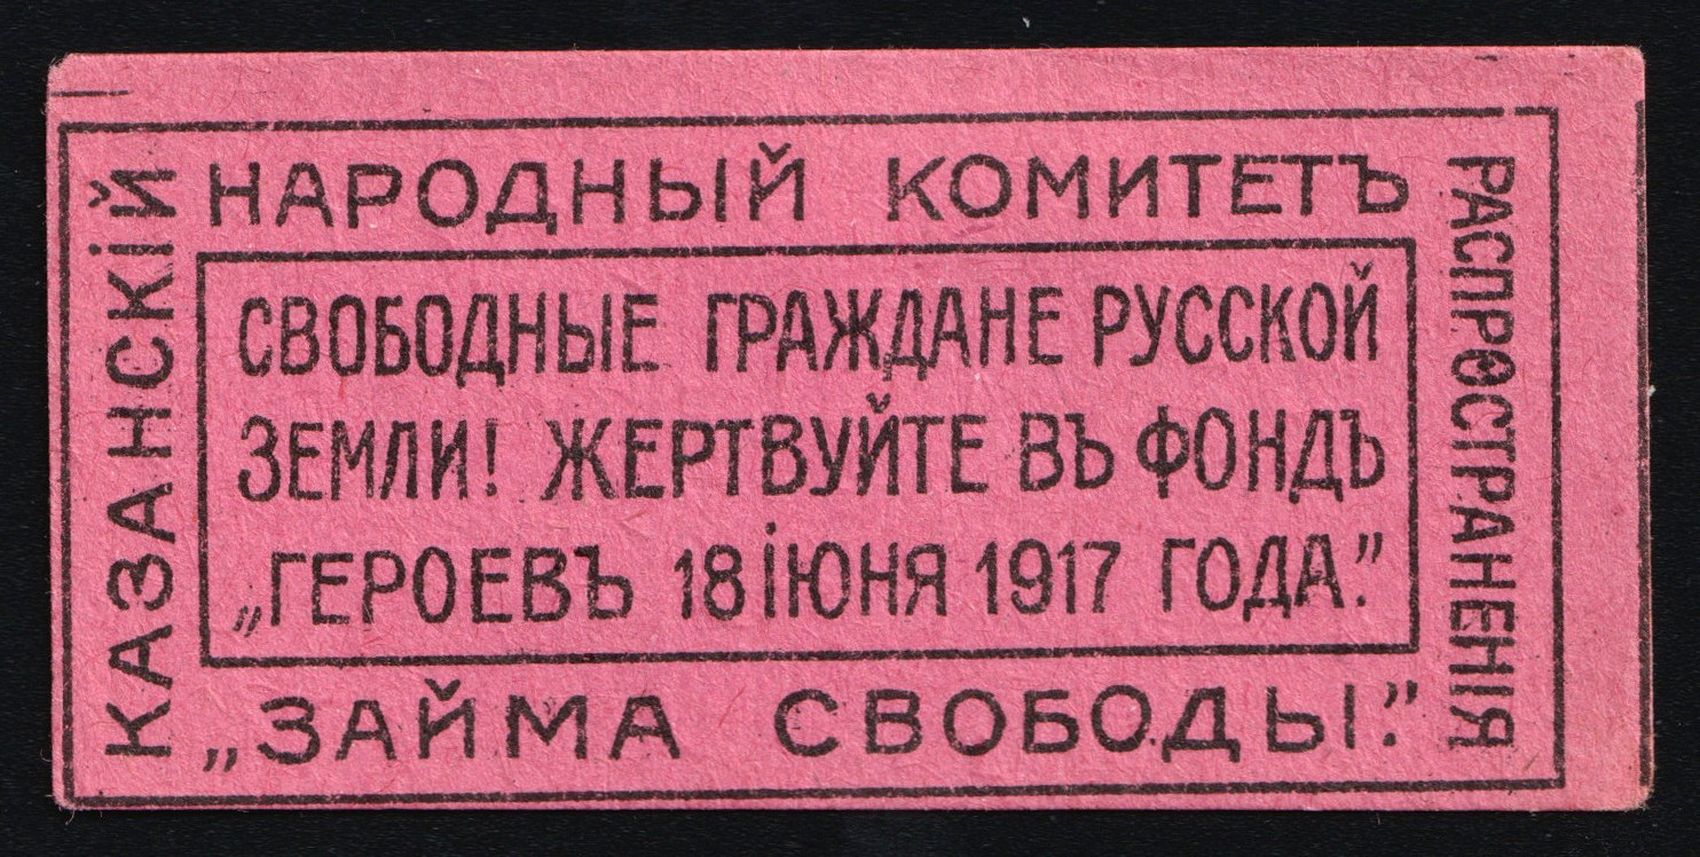 КАЗАНСКІЙ
НАРОДНЫЙ КОМИТЕТЪ
РАСПРОСТРАНЕНІЯ
„ЗАЙМА СВОБОДЫ.”
СВОБОДНЫЕ ГРАЖДАНЕ РУССКОЙ
ЗЕМЛИ! ЖЕРТВУЙТЕ ВЪ ФОНДЪ
„ГЕРОЕВЪ 18 ІЮНЯ 1917 ГОДА.”